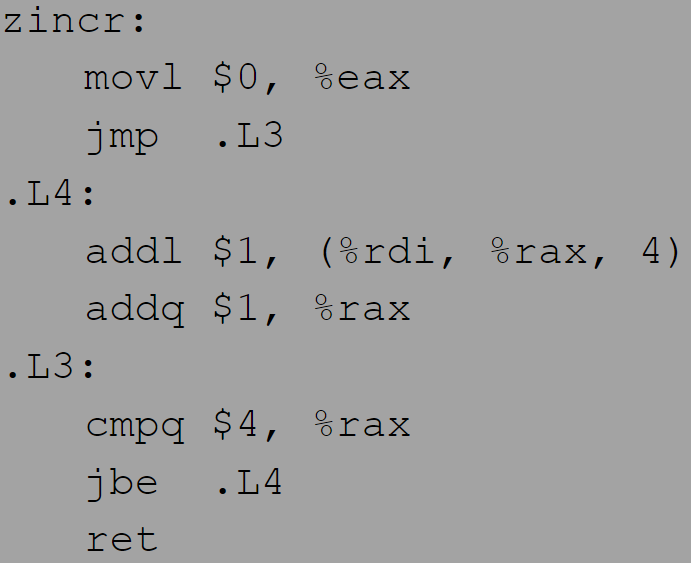 zincr:
movl $0, %eax
jmp .L3
.L4:
addl $1, (%rdi, %rax, 4)
addq $1, %rax
.L3:
cmpq $4, %rax
jbe .L4
ret